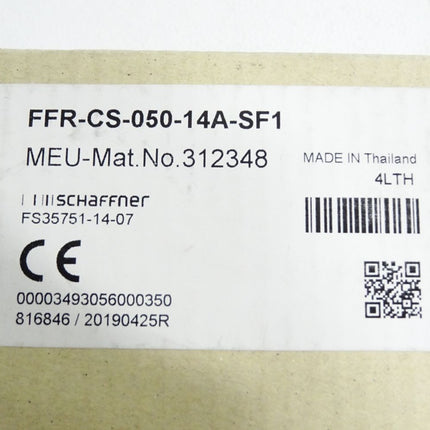 FFR-CS-050-14A-SF1
MEU-Mat.No.312348
MADE IN Thailand
4LTH
SCHAFFNER
FS35751-14-07
CE
00003493056000350
816846 / 20190425R